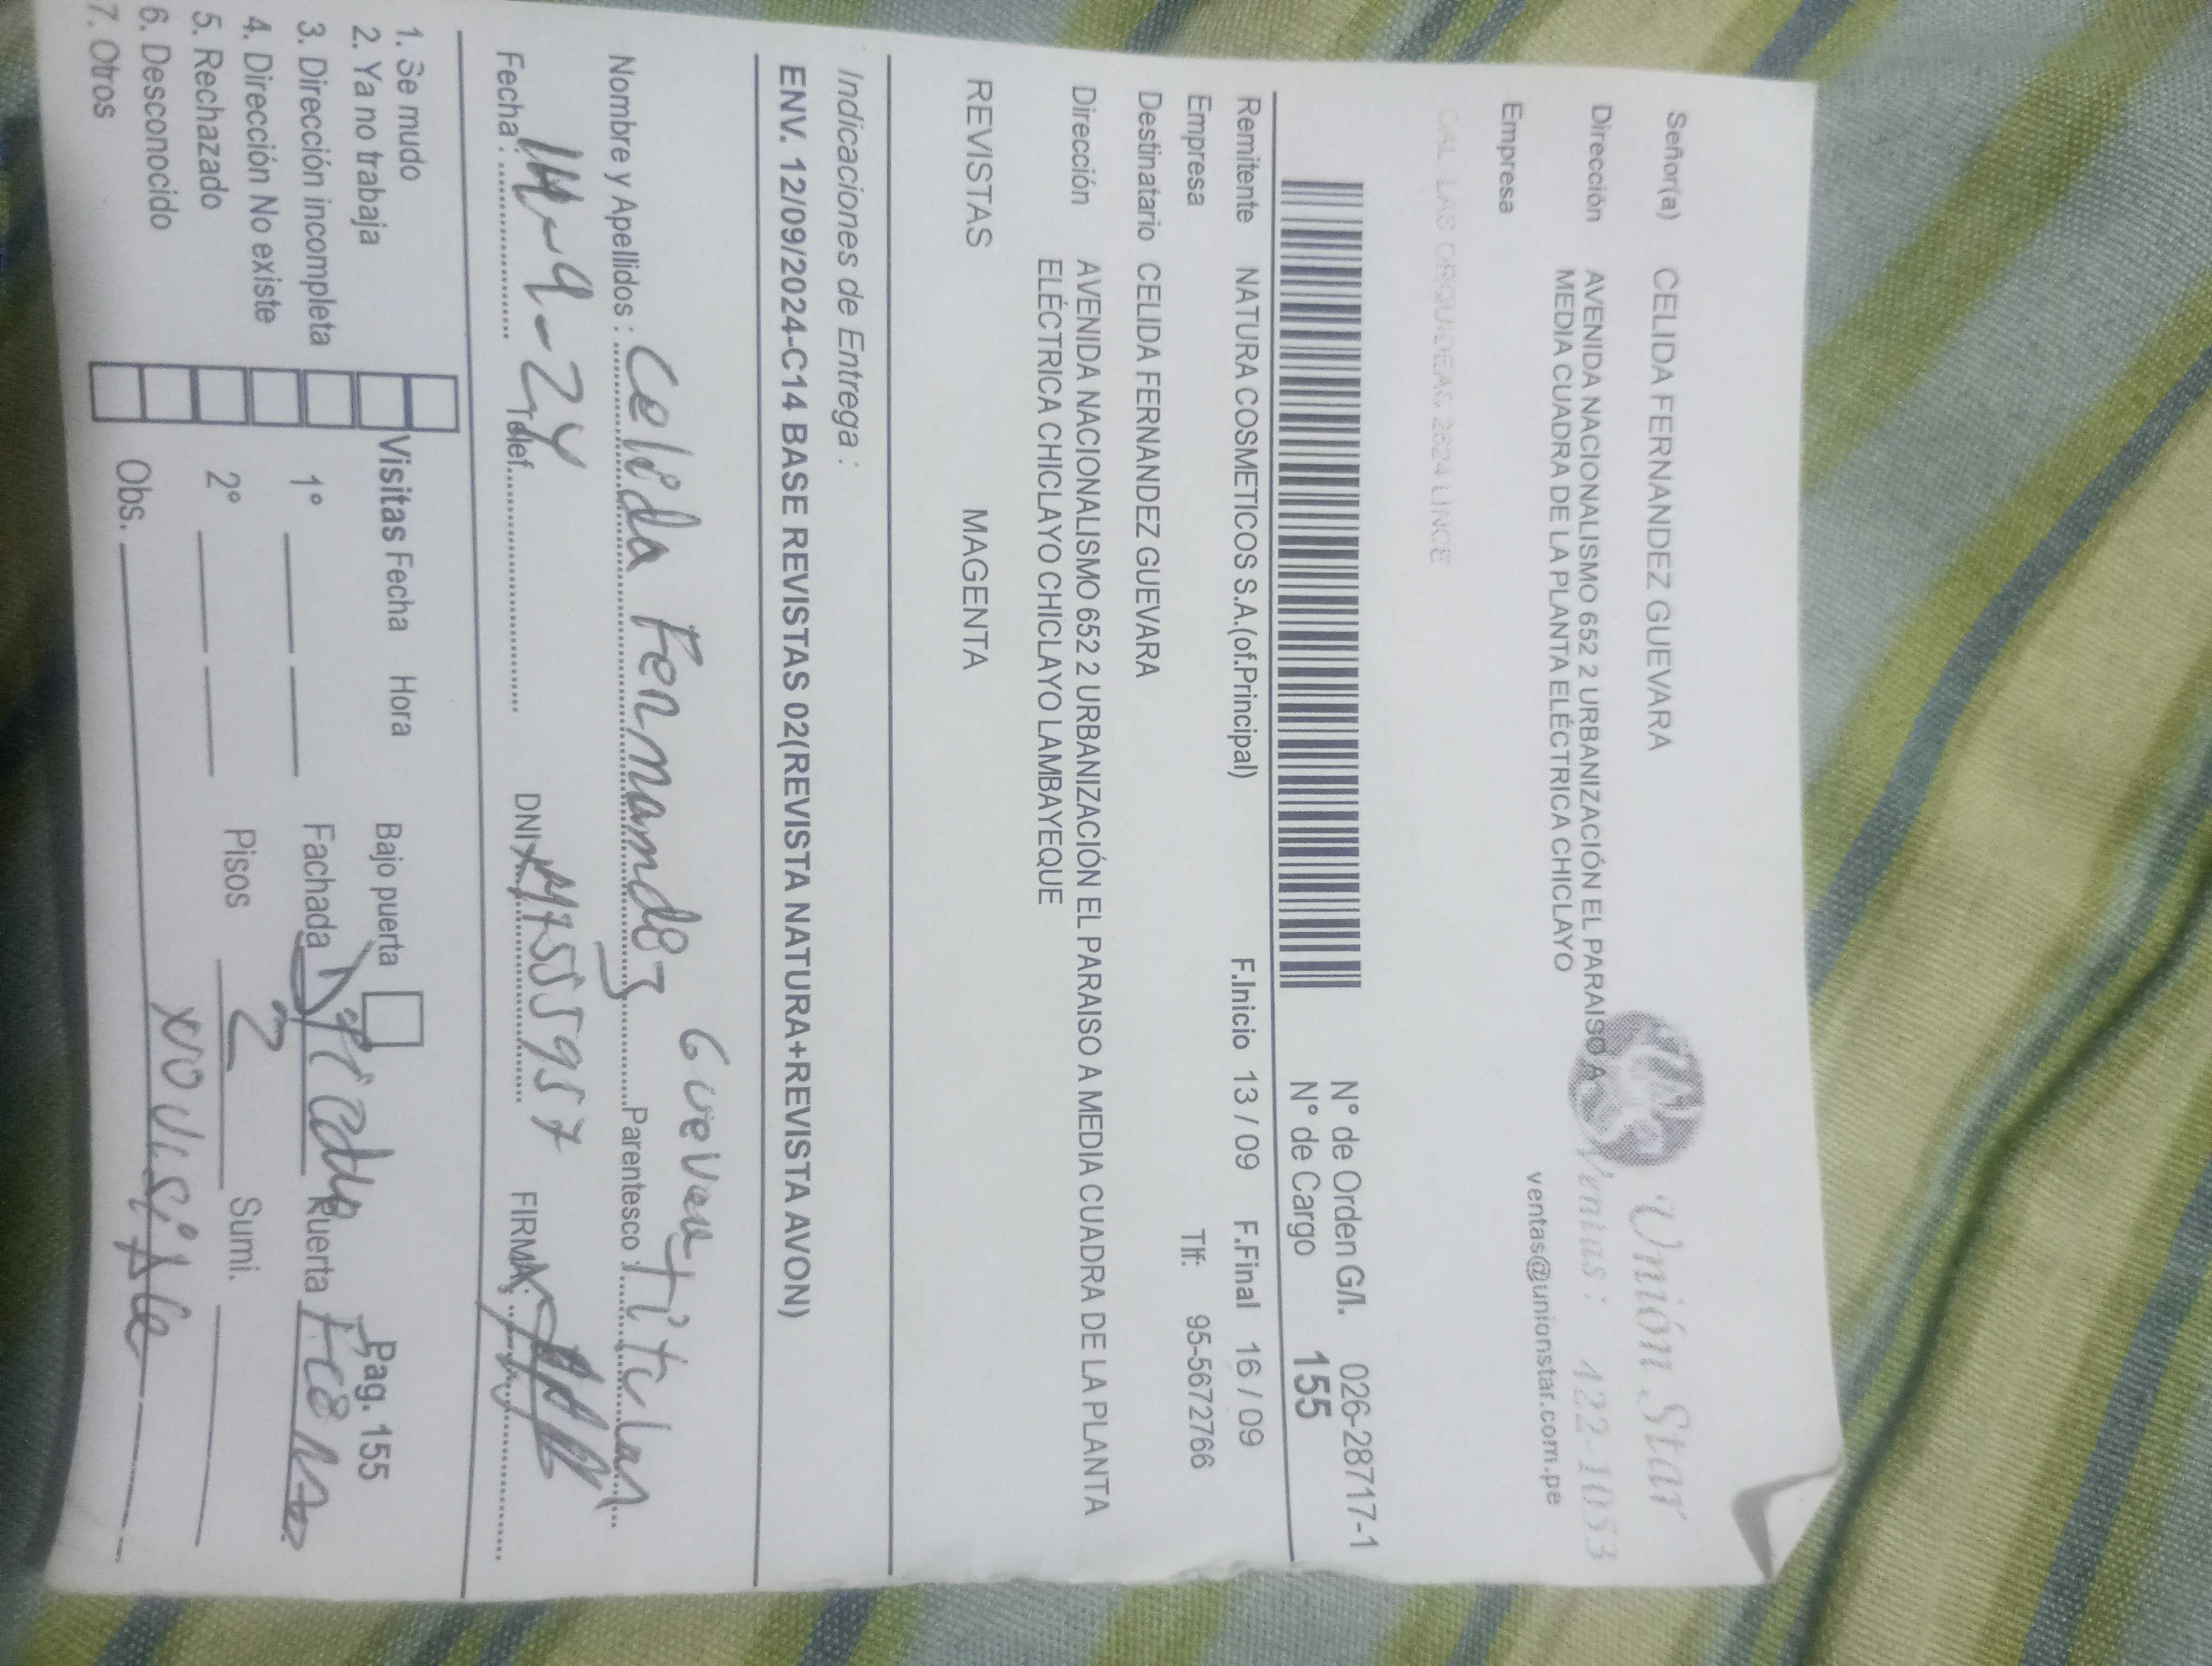 Señor(a) CELIDA FERNANDEZ GUEVARA
Unión Star
Dirección AVENIDA NACIONALISMO 652 2 URBANIZACIÓN EL PARAISO A
MEDIA CUADRA DE LA PLANTA ELÉCTRICA CHICLAYO
Ventas: 422-1053
ventas@unionstar.com.pe
Empresa
CAL LAS ORQUIDEAS 2624 LINCE
N° de Orden G/l. 026-28717-1
N° de Cargo 155
Remitente NATURA COSMETICOS S.A.(of.Principal) F.Inicio 13 / 09 F.Final 16 / 09
Empresa Tlf: 95-5672766
Destinatario CELIDA FERNANDEZ GUEVARA
Dirección AVENIDA NACIONALISMO 652 2 URBANIZACIÓN EL PARAISO A MEDIA CUADRA DE LA PLANTA
ELÉCTRICA CHICLAYO CHICLAYO LAMBAYEQUE
REVISTAS MAGENTA
Indicaciones de Entrega :
ENV. 12/09/2024-C14 BASE REVISTAS 02(REVISTA NATURA+REVISTA AVON)
Nombre y Apellidos : Celida Fernandez Guevara Parentesco : Titular
Fecha : 14-9-24 Telef. DNI FIRMA:
1. Se mudo
2. Ya no trabaja
3. Dirección incompleta
4. Dirección No existe
5. Rechazado
6. Desconocido
7. Otros
Visitas Fecha Hora Bajo puerta Pag. 155
1° Fachada Puerta
2° Pisos 2 Sumi.
Obs. no visible